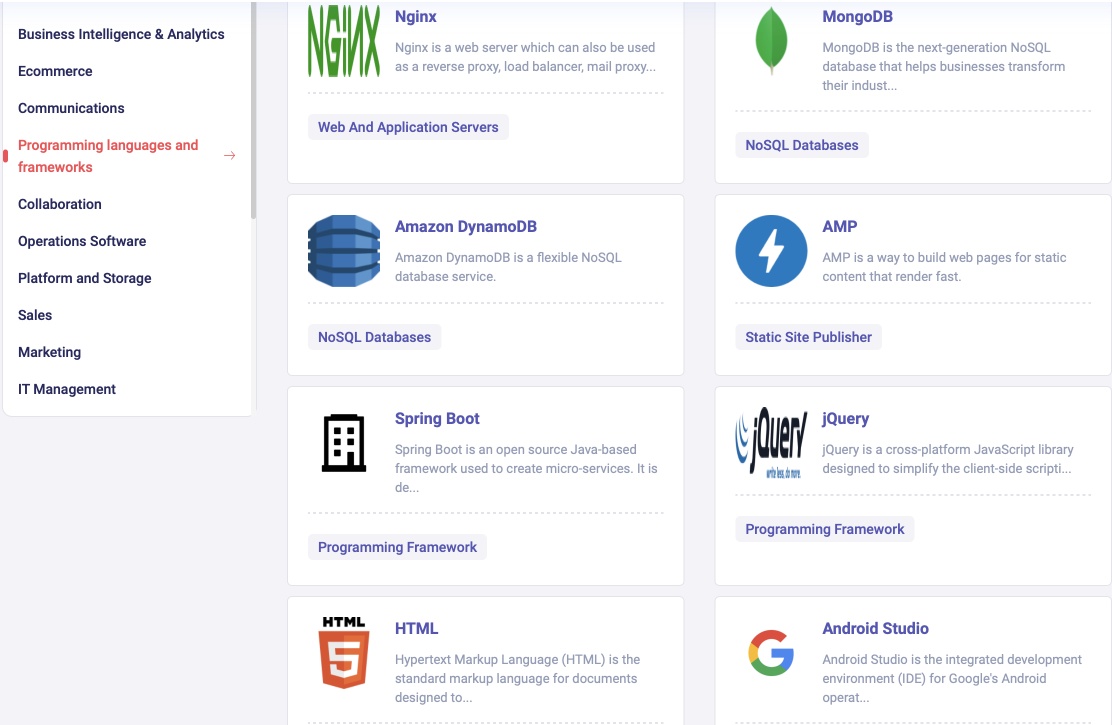 Business Intelligence & Analytics
Ecommerce
Communications
Programming languages and
frameworks
Collaboration
Operations Software
Platform and Storage
Sales
Marketing
IT Management
NGINX
Nginx
Nginx is a web server which can also be used
as a reverse proxy, load balancer, mail proxy...
Web And Application Servers
MongoDB
MongoDB is the next-generation NoSQL
database that helps businesses transform
their indust...
NoSQL Databases
Amazon DynamoDB
Amazon DynamoDB is a flexible NoSQL
database service.
NoSQL Databases
AMP
AMP is a way to build web pages for static
content that render fast.
Static Site Publisher
Spring Boot
Spring Boot is an open source Java-based
framework used to create micro-services. It is
de...
Programming Framework
jQuery
write less, do more.
jQuery
jQuery is a cross-platform JavaScript library
designed to simplify the client-side scripti...
Programming Framework
HTML
5
HTML
Hypertext Markup Language (HTML) is the
standard markup language for documents
designed to...
G
Android Studio
Android Studio is the integrated development
environment (IDE) for Google's Android
operat...